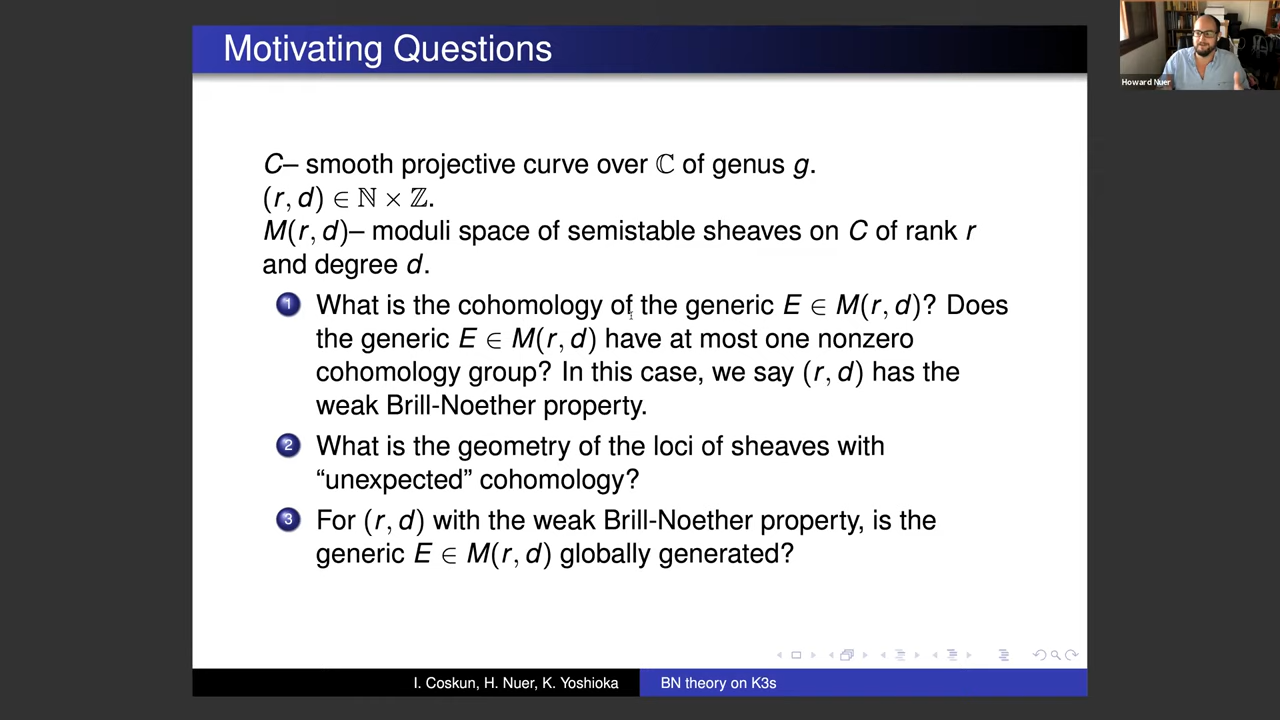 Motivating Questions
Howard Nuer
C– smooth projective curve over ℂ of genus g.
(r, d) ∈ ℕ × ℤ.
M(r, d)– moduli space of semistable sheaves on C of rank r
and degree d.
1 What is the cohomology of the generic E ∈ M(r, d)? Does
the generic E ∈ M(r, d) have at most one nonzero
cohomology group? In this case, we say (r, d) has the
weak Brill-Noether property.
2 What is the geometry of the loci of sheaves with
“unexpected” cohomology?
3 For (r, d) with the weak Brill-Noether property, is the
generic E ∈ M(r, d) globally generated?
I. Coskun, H. Nuer, K. Yoshioka
BN theory on K3s